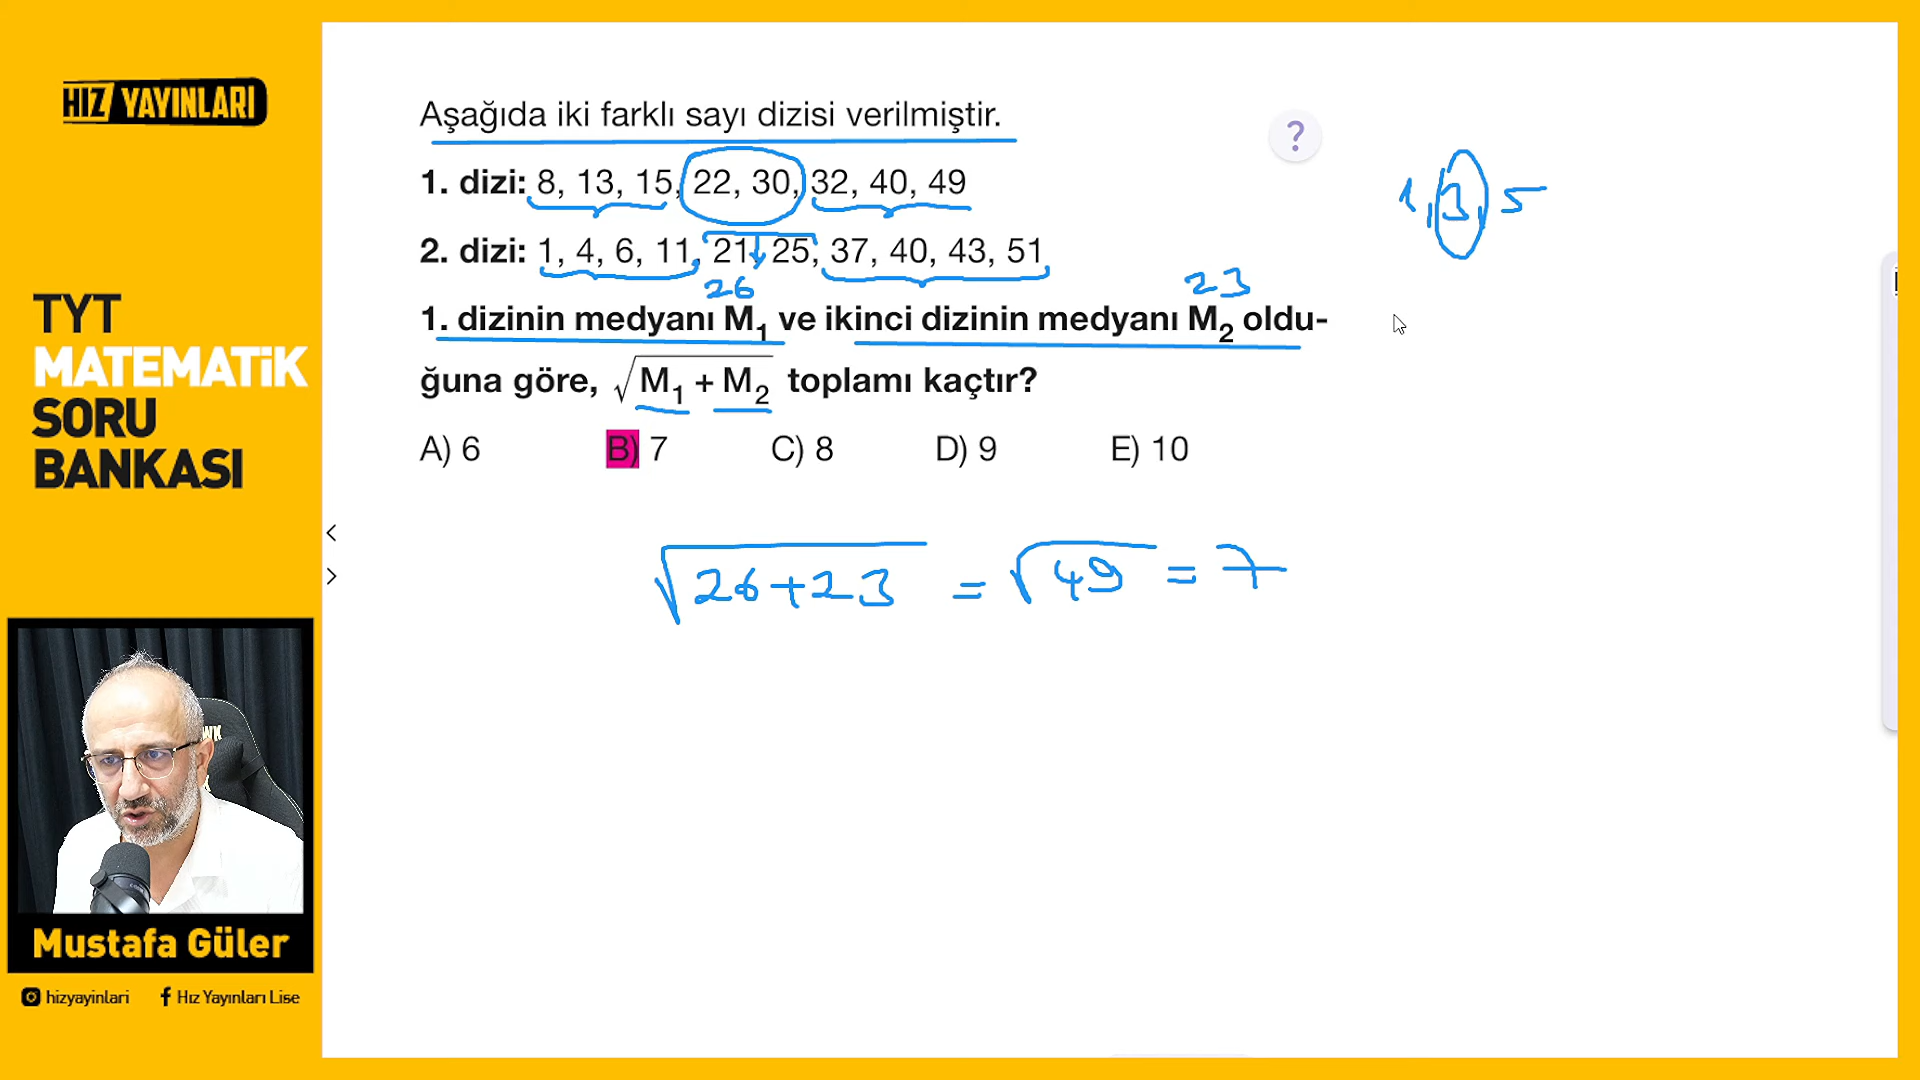 HIZ YAYINLARI
TYT
MATEMATİK
SORU
BANKASI
Aşağıda iki farklı sayı dizisi verilmiştir.
?
1. dizi: 8, 13, 15, 22, 30, 32, 40, 49
1, 3, 5
2. dizi: 1, 4, 6, 11, 21, 25, 37, 40, 43, 51
26
23
1. dizinin medyanı M₁ ve ikinci dizinin medyanı M₂ oldu-
ğuna göre, √(M₁ + M₂) toplamı kaçtır?
A) 6 B) 7 C) 8 D) 9 E) 10
√(26+23) = √49 = 7
Mustafa Güler
hizyayinlari
Hız Yayınları Lise